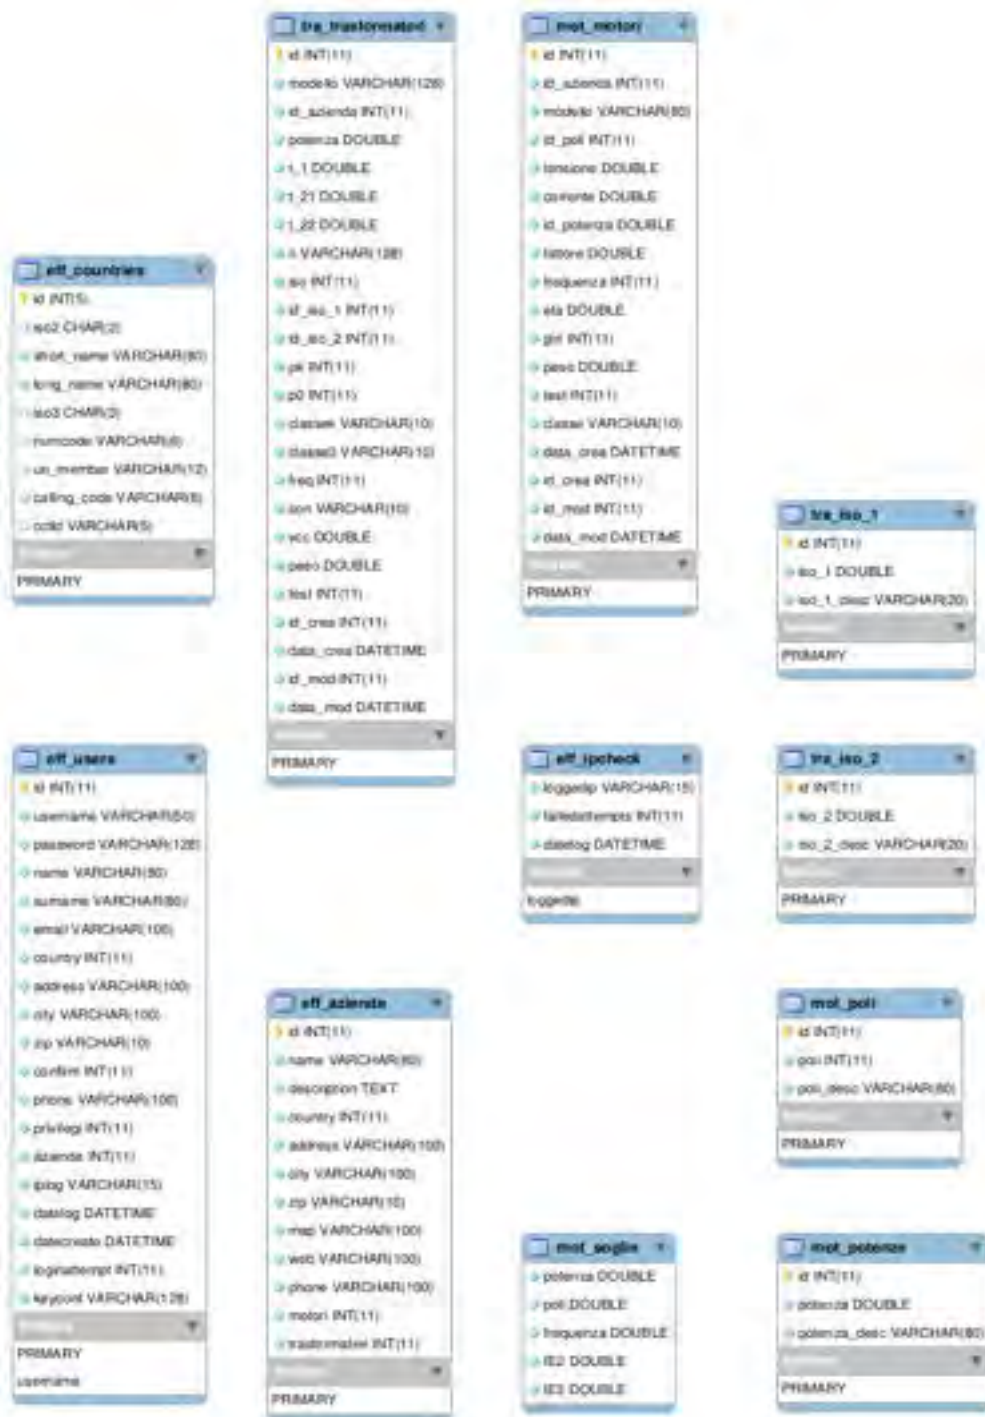 tra_trasformatori
id INT(11)
modello VARCHAR(128)
id_azienda INT(11)
potenza DOUBLE
t_1 DOUBLE
t_21 DOUBLE
t_22 DOUBLE
VARCHAR(128)
iso INT(11)
id_iso_1 INT(11)
id_iso_2 INT(11)
pk INT(11)
p0 INT(11)
classek VARCHAR(10)
classe0 VARCHAR(10)
freq INT(11)
con VARCHAR(10)
vcc DOUBLE
peso DOUBLE
test INT(11)
id_crea INT(11)
data_crea DATETIME
id_mod INT(11)
data_mod DATETIME
PRIMARY
mot_motori
id INT(11)
id_azienda INT(11)
modello VARCHAR(80)
id_poli INT(11)
tensione DOUBLE
corrente DOUBLE
id_potenza DOUBLE
fattore DOUBLE
frequenza INT(11)
eta DOUBLE
giri INT(11)
peso DOUBLE
test INT(11)
classe VARCHAR(10)
data_crea DATETIME
id_crea INT(11)
id_mod INT(11)
data_mod DATETIME
PRIMARY
eff_countries
id INT(5)
iso2 CHAR(2)
short_name VARCHAR(80)
long_name VARCHAR(80)
iso3 CHAR(3)
numcode VARCHAR(6)
un_member VARCHAR(12)
calling_code VARCHAR(8)
cctld VARCHAR(5)
PRIMARY
tra_iso_1
id INT(11)
iso_1 DOUBLE
iso_1_desc VARCHAR(20)
PRIMARY
eff_users
id INT(11)
username VARCHAR(50)
password VARCHAR(128)
name VARCHAR(80)
surname VARCHAR(80)
email VARCHAR(100)
country INT(11)
address VARCHAR(100)
city VARCHAR(100)
zip VARCHAR(10)
confirm INT(11)
phone VARCHAR(100)
privilegi INT(11)
azienda INT(11)
iplog VARCHAR(15)
datelog DATETIME
datecreato DATETIME
loginattempt INT(11)
keycont VARCHAR(128)
PRIMARY
username
eff_ipcheck
loggedip VARCHAR(15)
failedattempts INT(11)
datelog DATETIME
loggedip
tra_iso_2
id INT(11)
iso_2 DOUBLE
iso_2_desc VARCHAR(20)
PRIMARY
eff_aziende
id INT(11)
name VARCHAR(80)
description TEXT
country INT(11)
address VARCHAR(100)
city VARCHAR(100)
zip VARCHAR(10)
map VARCHAR(100)
web VARCHAR(100)
phone VARCHAR(100)
motori INT(11)
trasformatori INT(11)
PRIMARY
mot_poli
id INT(11)
poli INT(11)
poli_desc VARCHAR(80)
PRIMARY
mot_soglie
potenza DOUBLE
poli DOUBLE
frequenza DOUBLE
IE2 DOUBLE
IE3 DOUBLE
mot_potenze
id INT(11)
potenza DOUBLE
potenza_desc VARCHAR(80)
PRIMARY